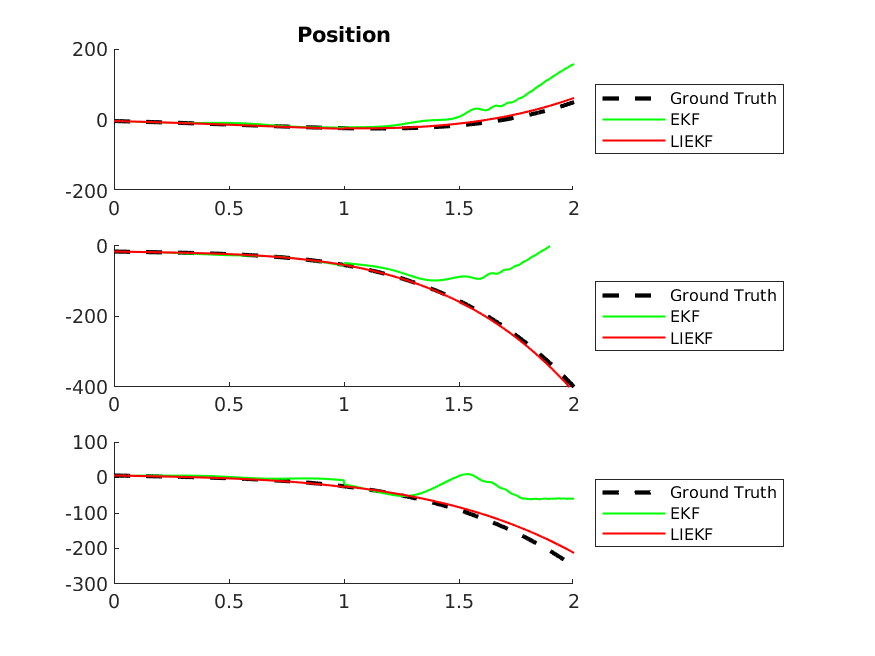 Position
200
0
-200
0 0.5 1 1.5 2
Ground Truth
EKF
LIEKF
0
-200
-400
0 0.5 1 1.5 2
Ground Truth
EKF
LIEKF
100
0
-100
-200
-300
0 0.5 1 1.5 2
Ground Truth
EKF
LIEKF